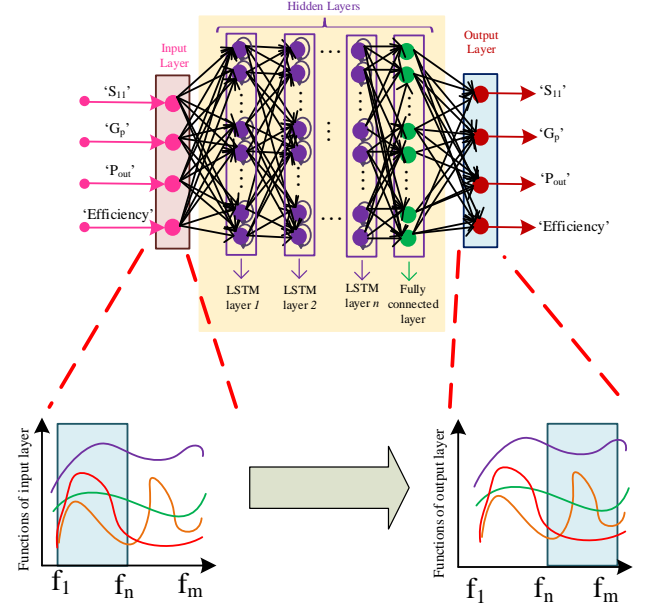 Hidden Layers
Input
Layer
Output
Layer
‘S11’
‘Gp’
‘Pout’
‘Efficiency’
‘S11’
‘Gp’
‘Pout’
‘Efficiency’
LSTM
layer 1
LSTM
layer 2
LSTM
layer n
Fully
connected
layer
Functions of input layer
f1
fn
fm
Functions of output layer
f1
fn
fm